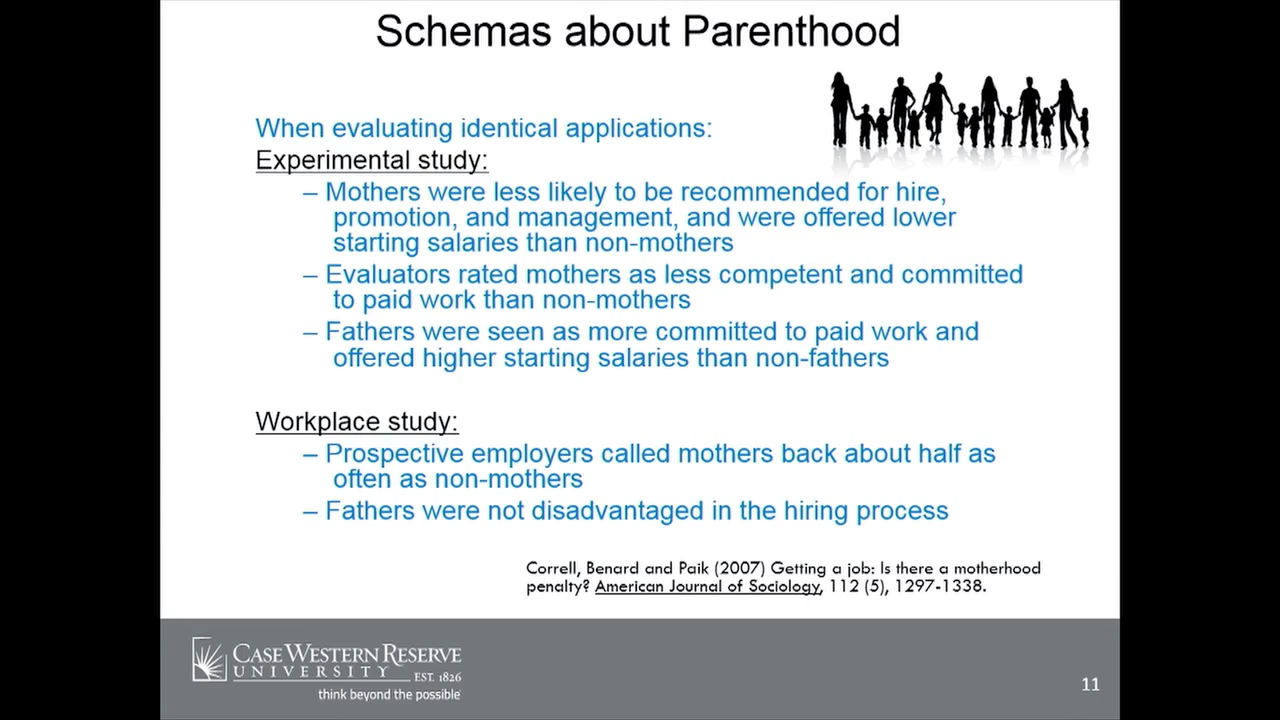 Schemas about Parenthood
When evaluating identical applications:
Experimental study:
– Mothers were less likely to be recommended for hire,
promotion, and management, and were offered lower
starting salaries than non-mothers
– Evaluators rated mothers as less competent and committed
to paid work than non-mothers
– Fathers were seen as more committed to paid work and
offered higher starting salaries than non-fathers
Workplace study:
– Prospective employers called mothers back about half as
often as non-mothers
– Fathers were not disadvantaged in the hiring process
Correll, Benard and Paik (2007) Getting a job: Is there a motherhood
penalty? American Journal of Sociology, 112 (5), 1297-1338.
CASE WESTERN RESERVE
UNIVERSITY EST. 1826
think beyond the possible
11